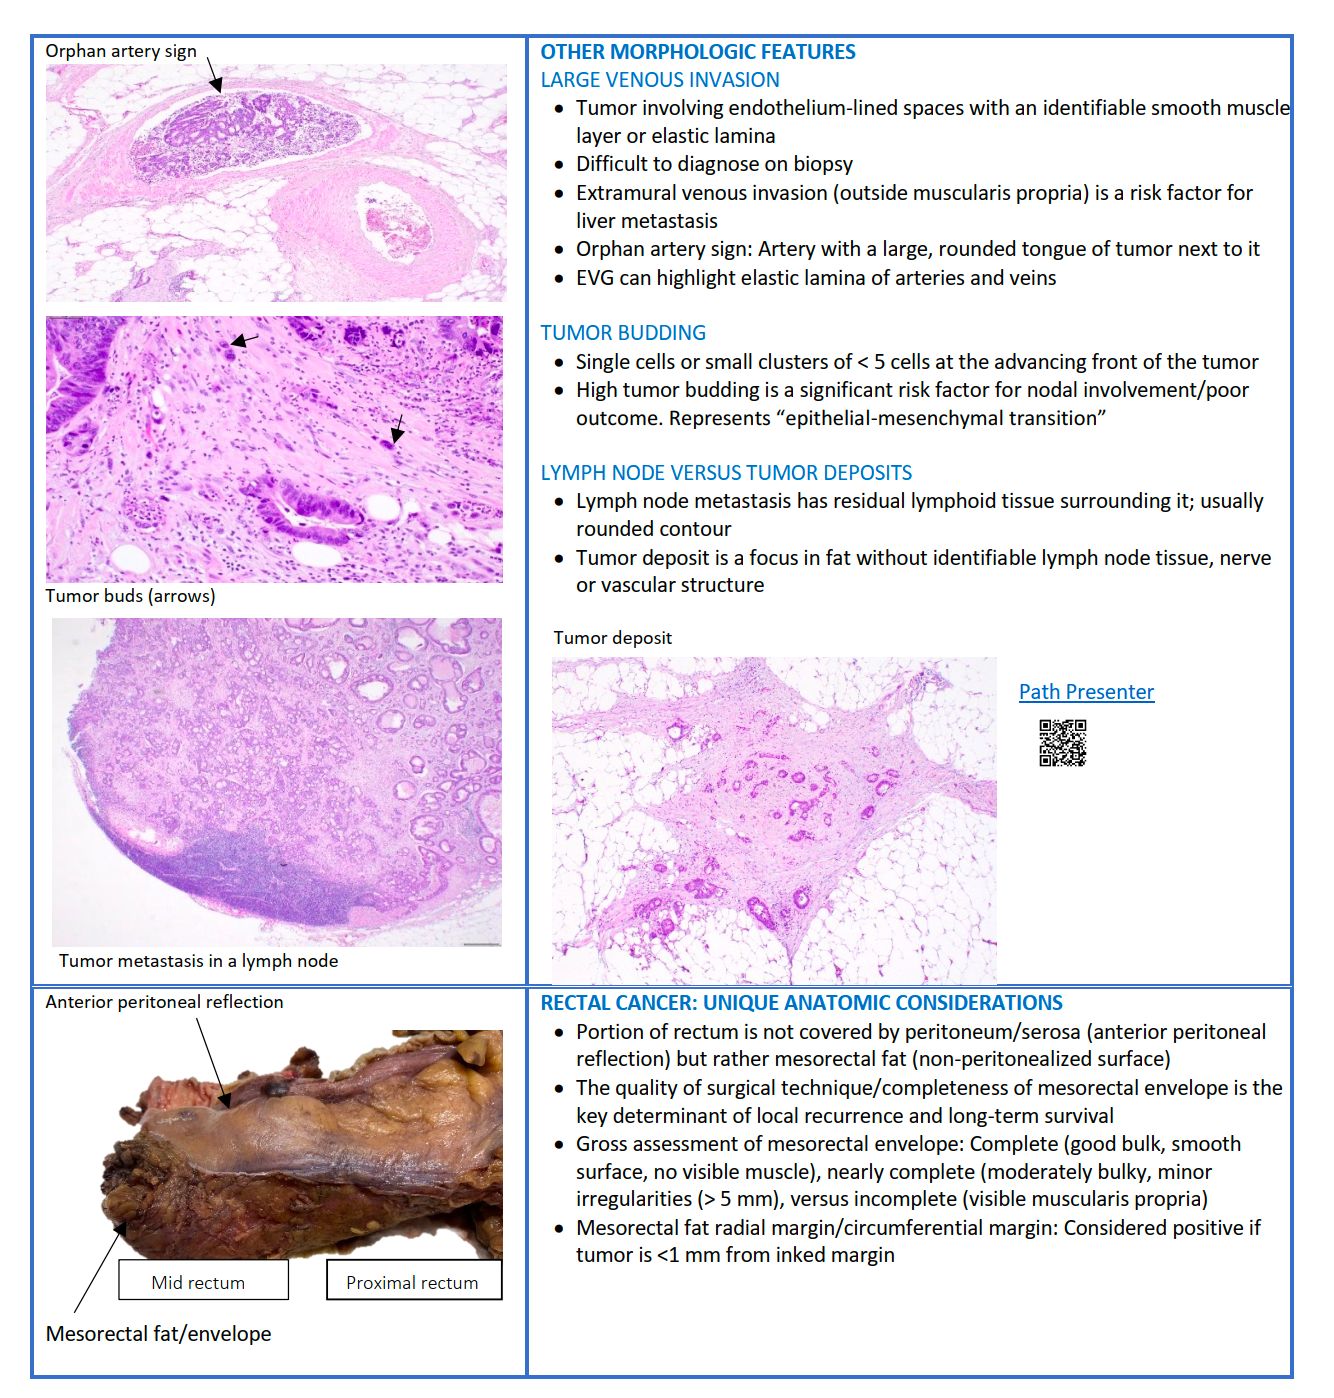 Orphan artery sign
Tumor buds (arrows)
Tumor metastasis in a lymph node
OTHER MORPHOLOGIC FEATURES
LARGE VENOUS INVASION
• Tumor involving endothelium-lined spaces with an identifiable smooth muscle
layer or elastic lamina
• Difficult to diagnose on biopsy
• Extramural venous invasion (outside muscularis propria) is a risk factor for
liver metastasis
• Orphan artery sign: Artery with a large, rounded tongue of tumor next to it
• EVG can highlight elastic lamina of arteries and veins
TUMOR BUDDING
• Single cells or small clusters of < 5 cells at the advancing front of the tumor
• High tumor budding is a significant risk factor for nodal involvement/poor
outcome. Represents “epithelial-mesenchymal transition”
LYMPH NODE VERSUS TUMOR DEPOSITS
• Lymph node metastasis has residual lymphoid tissue surrounding it; usually
rounded contour
• Tumor deposit is a focus in fat without identifiable lymph node tissue, nerve
or vascular structure
Tumor deposit
Path Presenter
Anterior peritoneal reflection
Mid rectum
Proximal rectum
Mesorectal fat/envelope
RECTAL CANCER: UNIQUE ANATOMIC CONSIDERATIONS
• Portion of rectum is not covered by peritoneum/serosa (anterior peritoneal
reflection) but rather mesorectal fat (non-peritonealized surface)
• The quality of surgical technique/completeness of mesorectal envelope is the
key determinant of local recurrence and long-term survival
• Gross assessment of mesorectal envelope: Complete (good bulk, smooth
surface, no visible muscle), nearly complete (moderately bulky, minor
irregularities (> 5 mm), versus incomplete (visible muscularis propria)
• Mesorectal fat radial margin/circumferential margin: Considered positive if
tumor is <1 mm from inked margin